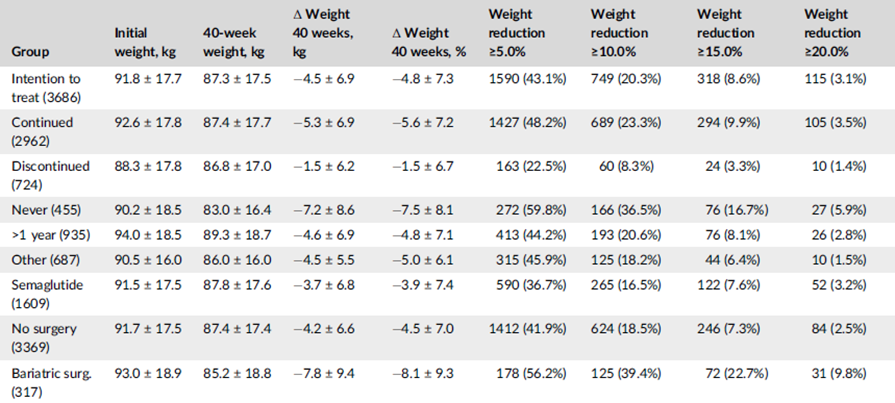 Group Initial weight, kg 40-week weight, kg Δ Weight 40 weeks, kg Δ Weight 40 weeks, % Weight reduction ≥5.0% Weight reduction ≥10.0% Weight reduction ≥15.0% Weight reduction ≥20.0%
Intention to treat (3686) 91.8 ± 17.7 87.3 ± 17.5 −4.5 ± 6.9 −4.8 ± 7.3 1590 (43.1%) 749 (20.3%) 318 (8.6%) 115 (3.1%)
Continued (2962) 92.6 ± 17.8 87.4 ± 17.7 −5.3 ± 6.9 −5.6 ± 7.2 1427 (48.2%) 689 (23.3%) 294 (9.9%) 105 (3.5%)
Discontinued (724) 88.3 ± 17.8 86.8 ± 17.0 −1.5 ± 6.2 −1.5 ± 6.7 163 (22.5%) 60 (8.3%) 24 (3.3%) 10 (1.4%)
Never (455) 90.2 ± 18.5 83.0 ± 16.4 −7.2 ± 8.6 −7.5 ± 8.1 272 (59.8%) 166 (36.5%) 76 (16.7%) 27 (5.9%)
>1 year (935) 94.0 ± 18.5 89.3 ± 18.7 −4.6 ± 6.9 −4.8 ± 7.1 413 (44.2%) 193 (20.6%) 76 (8.1%) 26 (2.8%)
Other (687) 90.5 ± 16.0 86.0 ± 16.0 −4.5 ± 5.5 −5.0 ± 6.1 315 (45.9%) 125 (18.2%) 44 (6.4%) 10 (1.5%)
Semaglutide (1609) 91.5 ± 17.5 87.8 ± 17.6 −3.7 ± 6.8 −3.9 ± 7.4 590 (36.7%) 265 (16.5%) 122 (7.6%) 52 (3.2%)
No surgery (3369) 91.7 ± 17.5 87.4 ± 17.4 −4.2 ± 6.6 −4.5 ± 7.0 1412 (41.9%) 624 (18.5%) 246 (7.3%) 84 (2.5%)
Bariatric surg. (317) 93.0 ± 18.9 85.2 ± 18.8 −7.8 ± 9.4 −8.1 ± 9.3 178 (56.2%) 125 (39.4%) 72 (22.7%) 31 (9.8%)